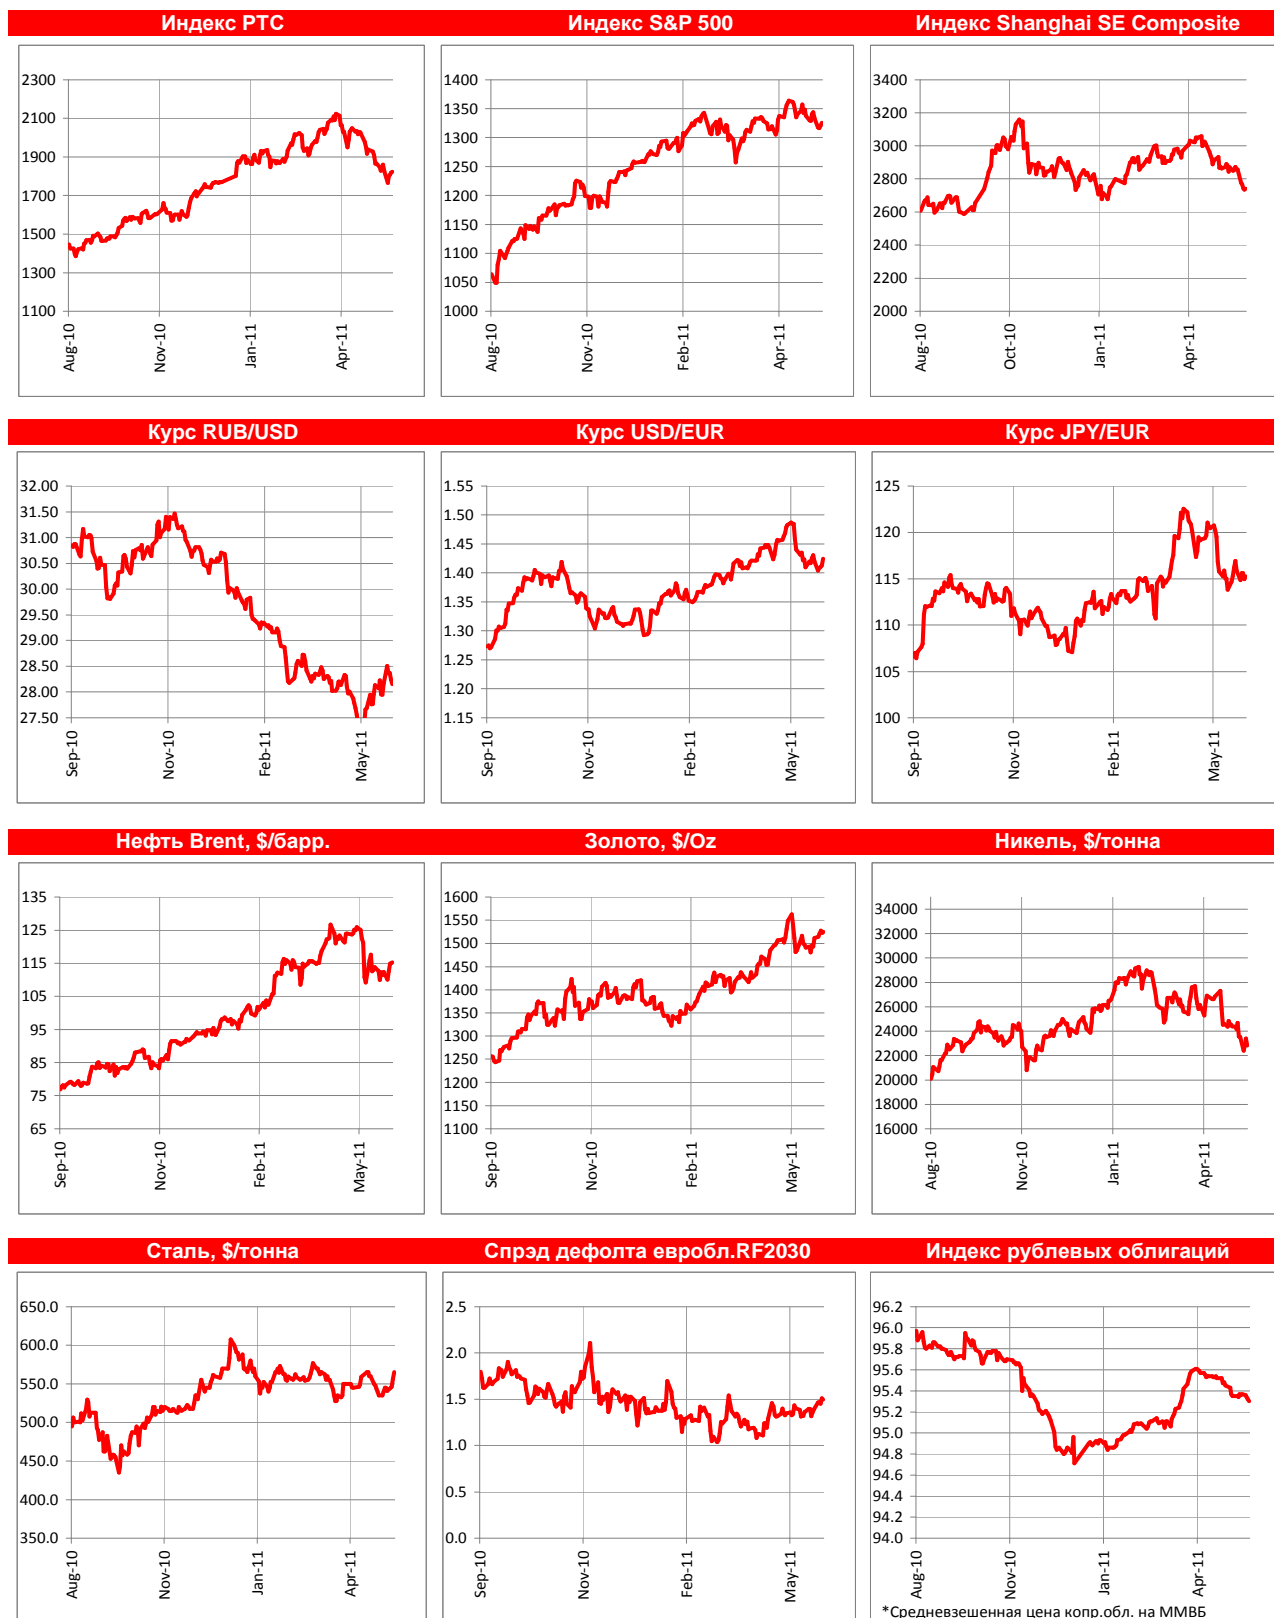 Индекс РТС
Индекс S&P 500
Индекс Shanghai SE Composite
2300
2100
1900
1700
1500
1300
1100
Aug-10
Nov-10
Jan-11
Apr-11
1400
1350
1300
1250
1200
1150
1100
1050
1000
Aug-10
Nov-10
Feb-11
Apr-11
3400
3200
3000
2800
2600
2400
2200
2000
Aug-10
Oct-10
Jan-11
Apr-11
Курс RUB/USD
Курс USD/EUR
Курс JPY/EUR
32.00
31.50
31.00
30.50
30.00
29.50
29.00
28.50
28.00
27.50
Sep-10
Nov-10
Feb-11
May-11
1.55
1.50
1.45
1.40
1.35
1.30
1.25
1.20
1.15
Sep-10
Nov-10
Feb-11
May-11
125
120
115
110
105
100
Sep-10
Nov-10
Feb-11
May-11
Нефть Brent, $/барр.
Золото, $/Oz
Никель, $/тонна
135
125
115
105
95
85
75
65
Sep-10
Nov-10
Feb-11
May-11
1600
1550
1500
1450
1400
1350
1300
1250
1200
1150
1100
Sep-10
Nov-10
Feb-11
May-11
34000
32000
30000
28000
26000
24000
22000
20000
18000
16000
Aug-10
Nov-10
Jan-11
Apr-11
Сталь, $/тонна
Спрэд дефолта евробл.RF2030
Индекс рублевых облигаций
650.0
600.0
550.0
500.0
450.0
400.0
350.0
Aug-10
Nov-10
Jan-11
Apr-11
2.5
2.0
1.5
1.0
0.5
0.0
Sep-10
Nov-10
Feb-11
May-11
96.2
96.0
95.8
95.6
95.4
95.2
95.0
94.8
94.6
94.4
94.2
94.0
Aug-10
Nov-10
Jan-11
Apr-11
*Средневзешенная цена копр.обл. на ММВБ